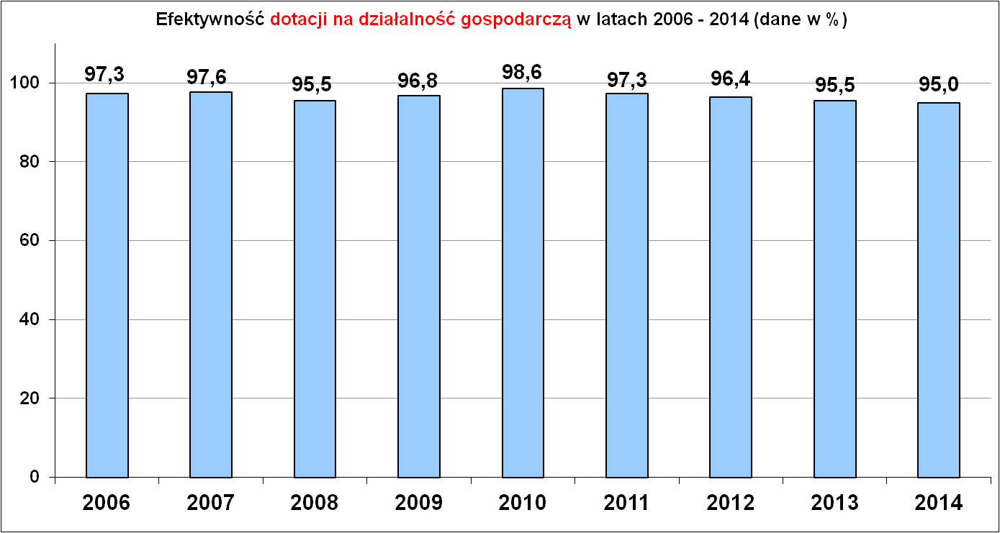 Efektywność dotacji na działalność gospodarczą w latach 2006 - 2014 (dane w %)
97,3 97,6 95,5 96,8 98,6 97,3 96,4 95,5 95,0
100
80
60
40
20
0
2006 2007 2008 2009 2010 2011 2012 2013 2014